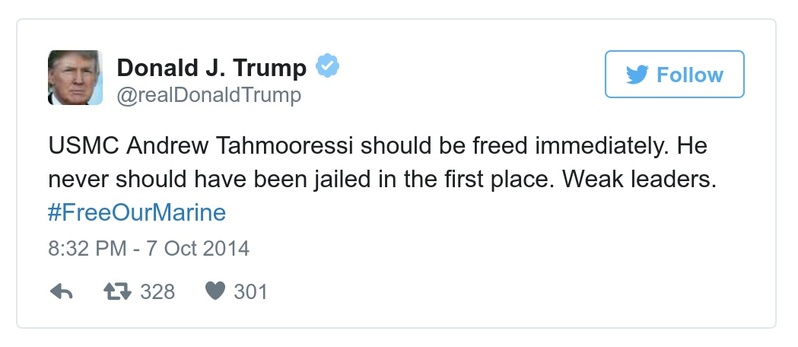 Donald J. Trump
@realDonaldTrump
Follow
USMC Andrew Tahmooressi should be freed immediately. He
never should have been jailed in the first place. Weak leaders.
#FreeOurMarine
8:32 PM - 7 Oct 2014
328 301